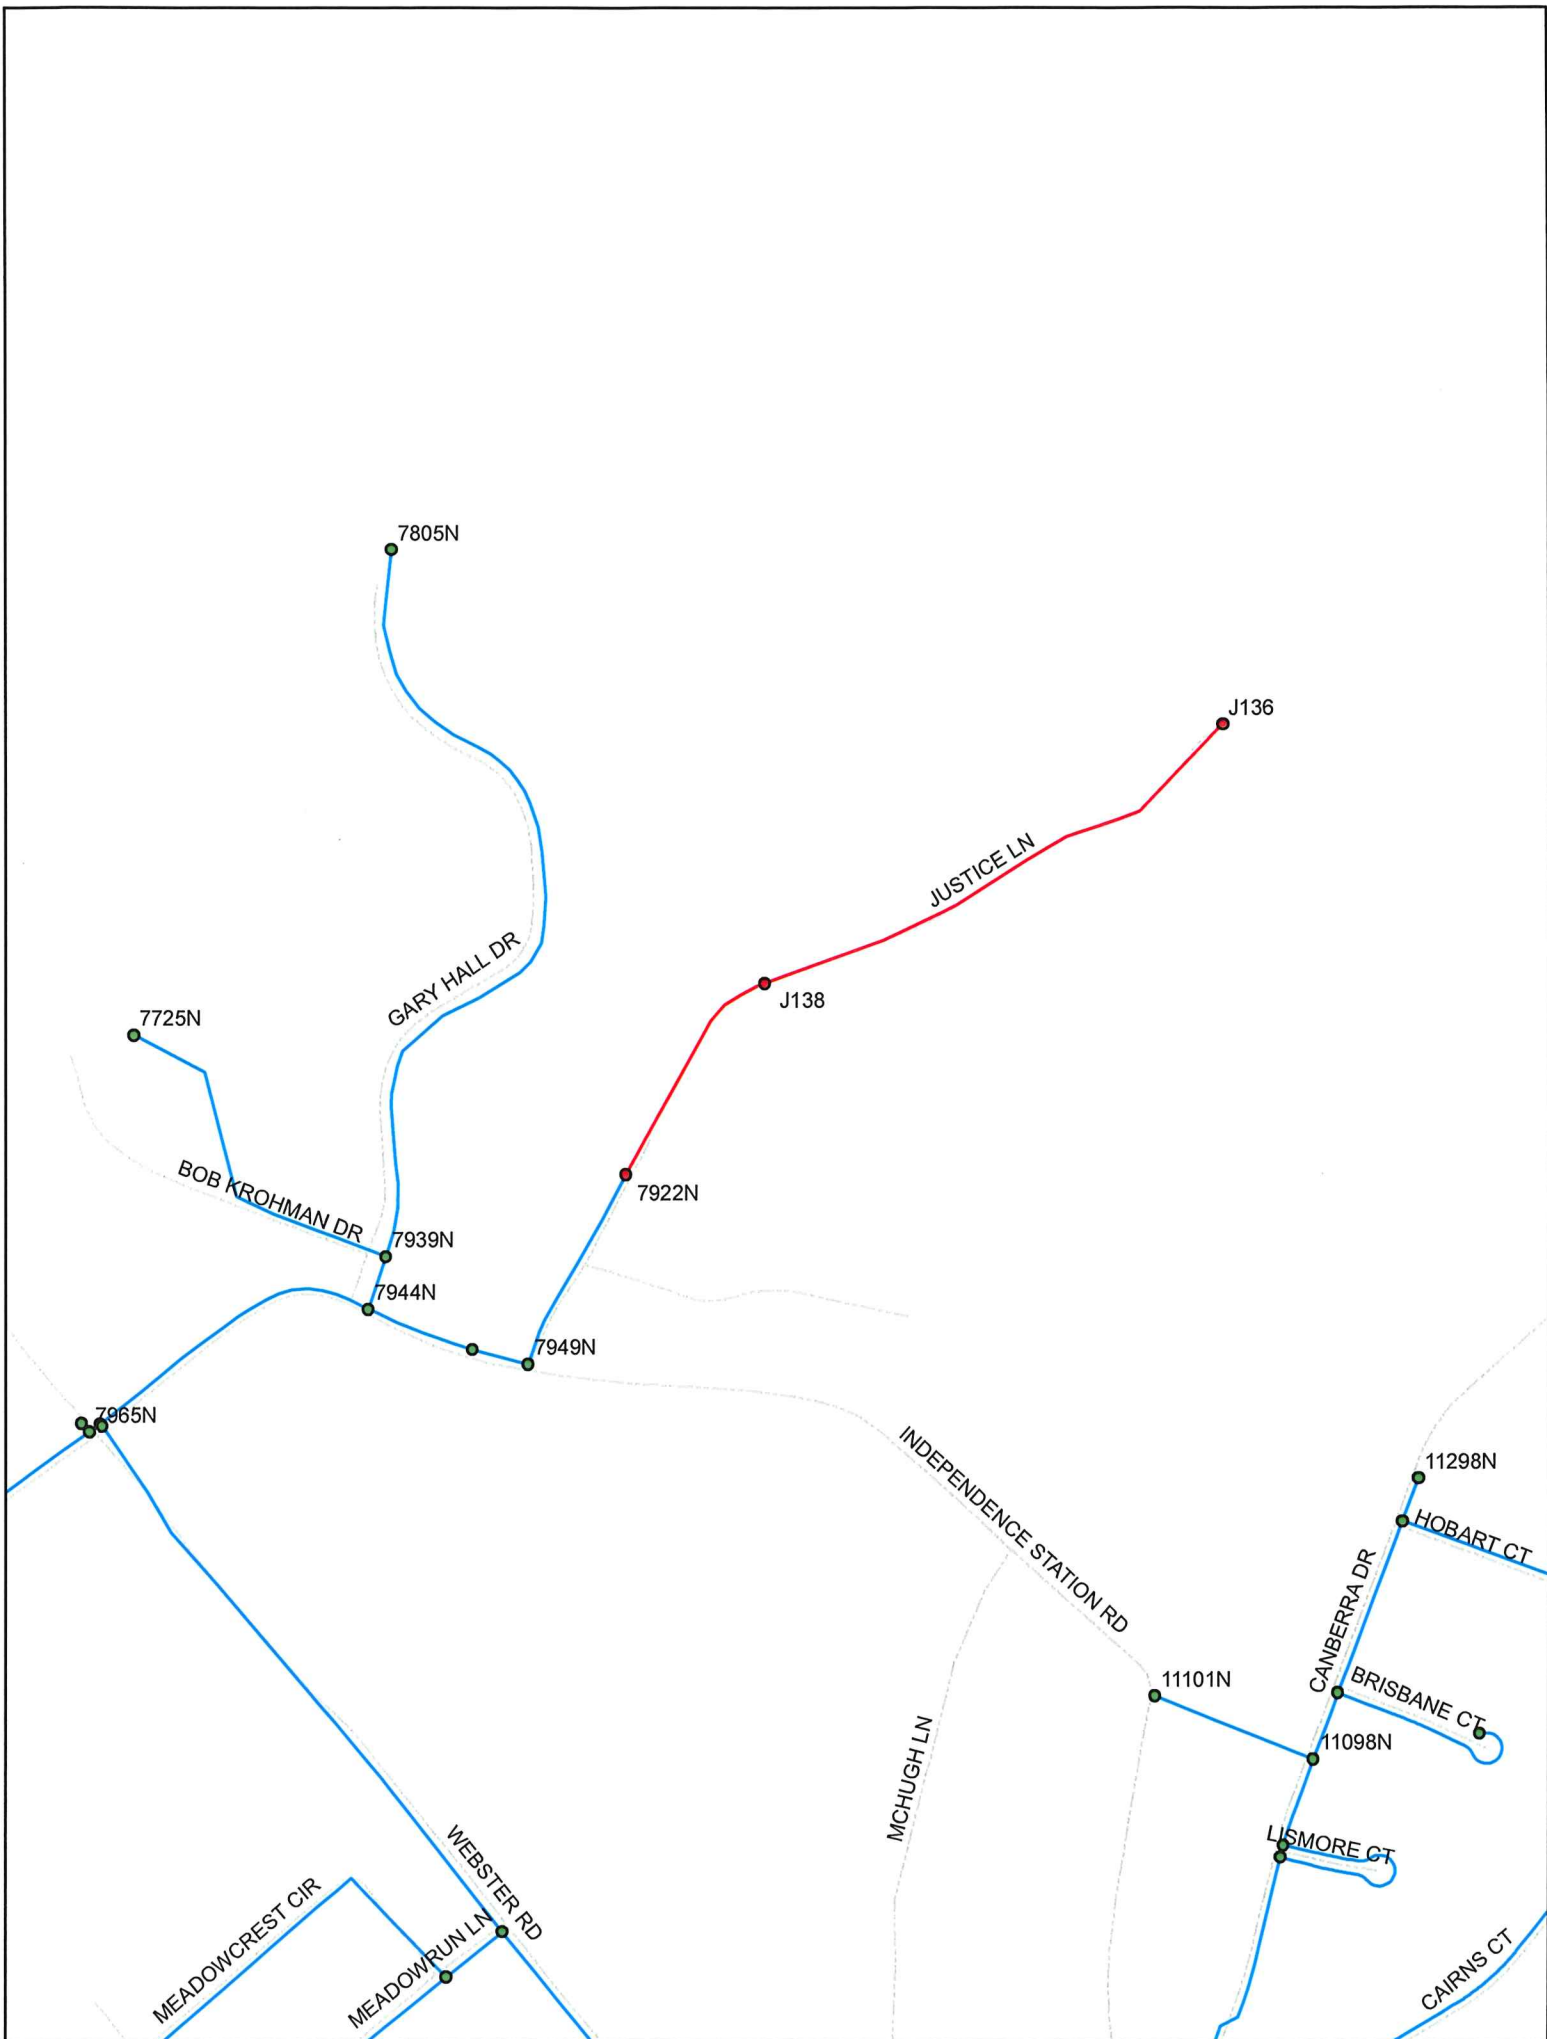 7805N
J136
JUSTICE LN
GARY HALL DR
J138
7725N
BOB KROHMAN DR
7922N
7939N
7944N
7949N
7965N
INDEPENDENCE STATION RD
11298N
HOBART CT
CANBERRA DR
11101N
BRISBANE CT
11098N
MCHUGH LN
LISMORE CT
WEBSTER RD
MEADOWCREST CIR
MEADOWRUN LN
CAIRNS CT